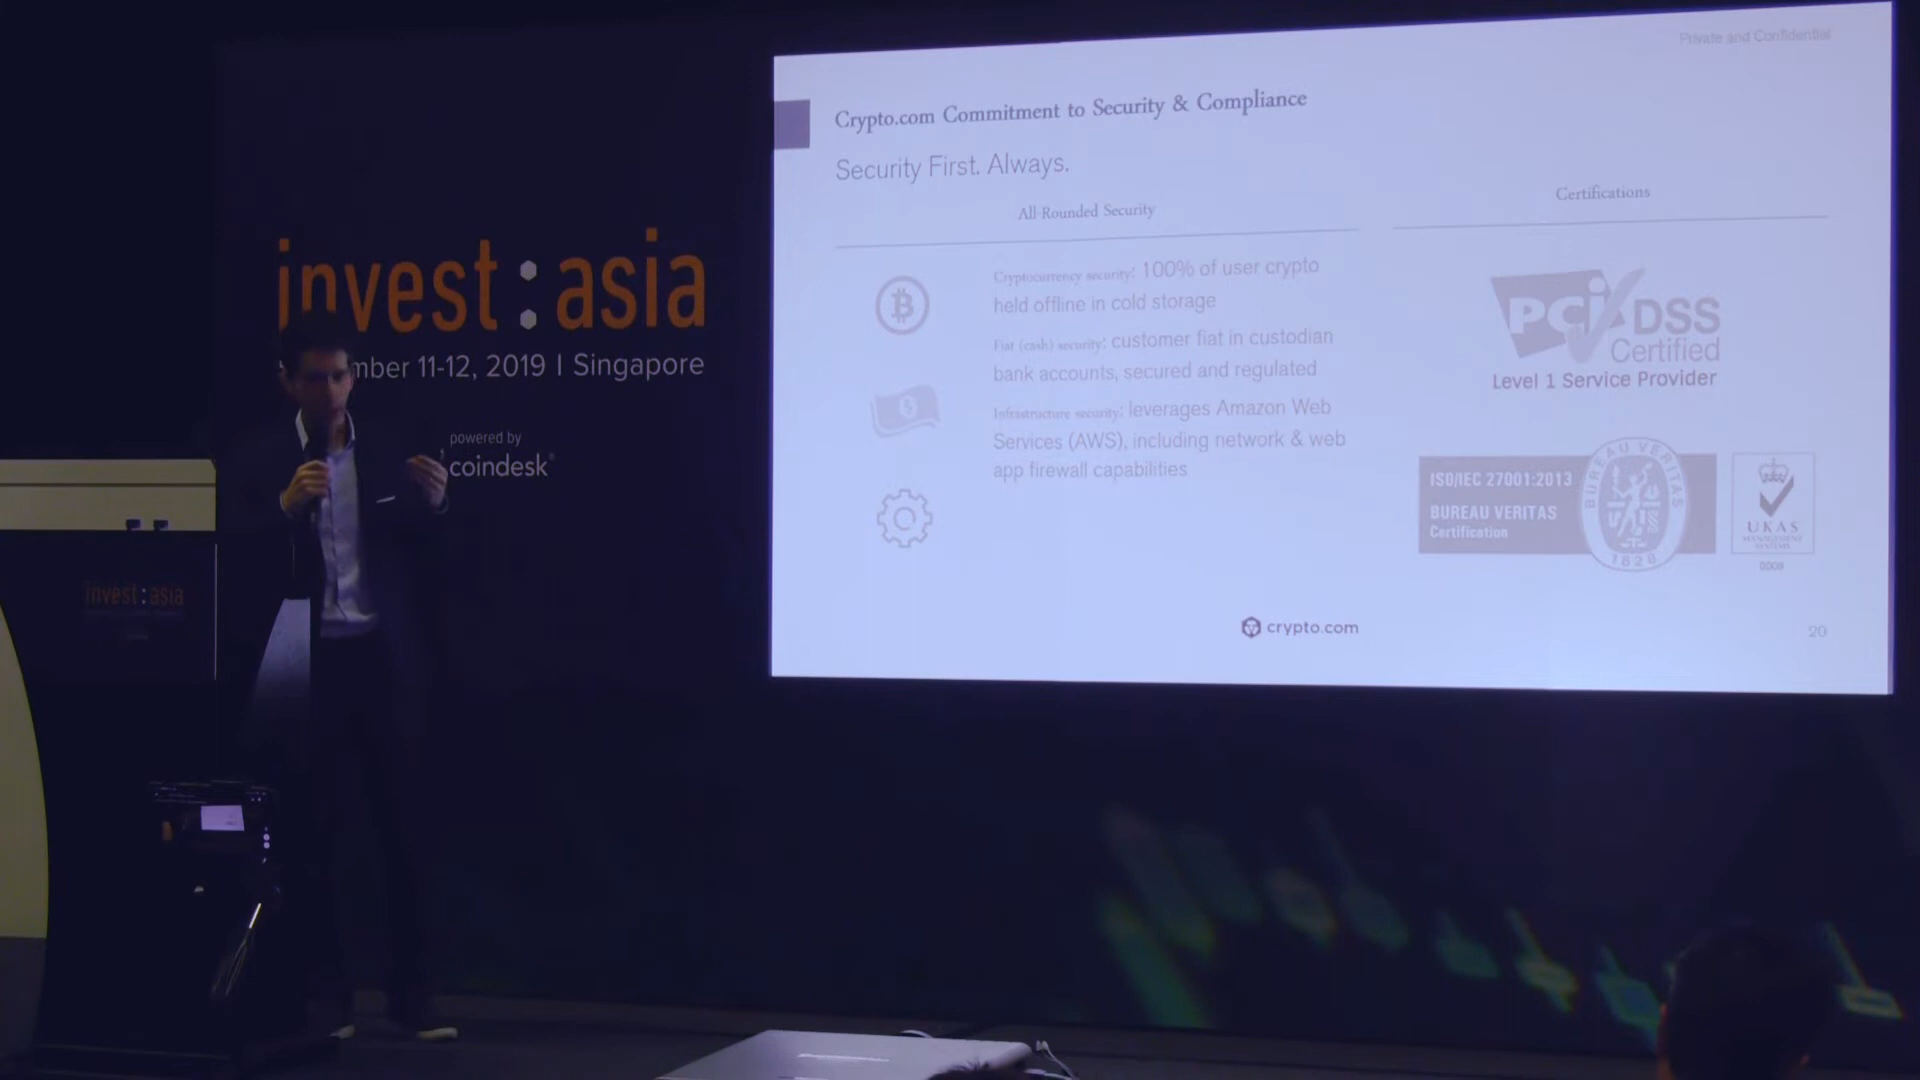 Private and Confidential
Crypto.com Commitment to Security & Compliance
Security First. Always.
All-Rounded Security
Certifications
Cryptocurrency security: 100% of user crypto
held offline in cold storage
Fiat (cash) security: customer fiat in custodian
bank accounts, secured and regulated
Infrastructure security: leverages Amazon Web
Services (AWS), including network & web
app firewall capabilities
PCI DSS
Certified
Level 1 Service Provider
ISO/IEC 27001:2013
BUREAU VERITAS
Certification
BUREAU VERITAS
1828
UKAS
MANAGEMENT
SYSTEMS
0008
crypto.com
20
invest:asia
mber 11-12, 2019 | Singapore
powered by
coindesk
invest:asia